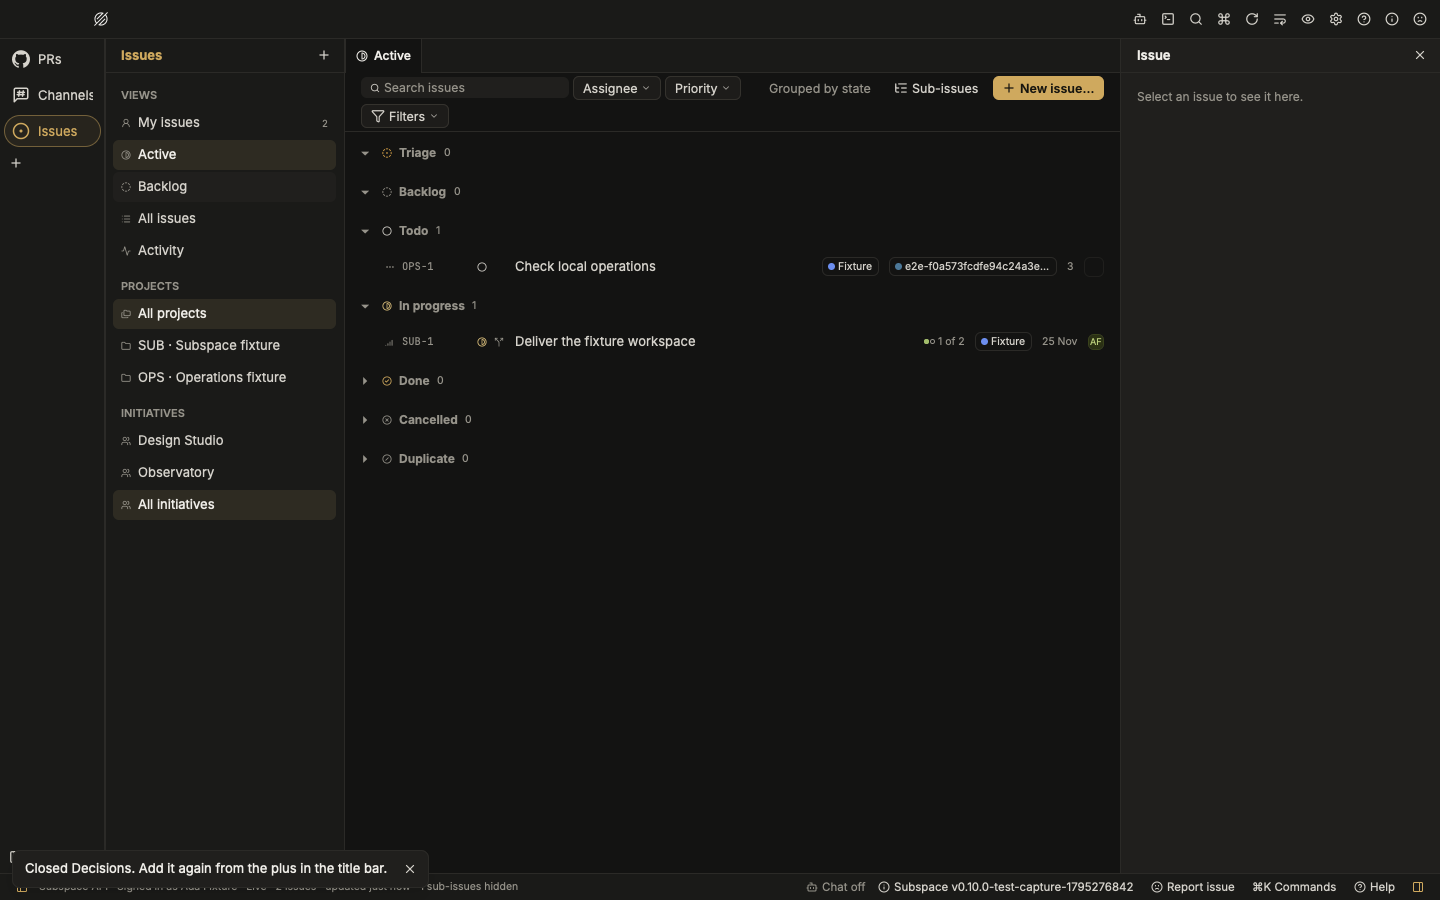 PRs
Channels
Issues
Issues
VIEWS
My issues 2
Active
Backlog
All issues
Activity
PROJECTS
All projects
SUB · Subspace fixture
OPS · Operations fixture
INITIATIVES
Design Studio
Observatory
All initiatives
Active
Search issues
Assignee
Priority
Grouped by state
Sub-issues
New issue...
Filters
Triage 0
Backlog 0
Todo 1
OPS-1 Check local operations Fixture e2e-f0a573fcdfe94c24a3e... 3
In progress 1
SUB-1 Deliver the fixture workspace 1 of 2 Fixture 25 Nov AF
Done 0
Cancelled 0
Duplicate 0
Issue
Select an issue to see it here.
Closed Decisions. Add it again from the plus in the title bar.
sub-issues hidden
Chat off
Subspace v0.10.0-test-capture-1795276842
Report issue
⌘K Commands
Help